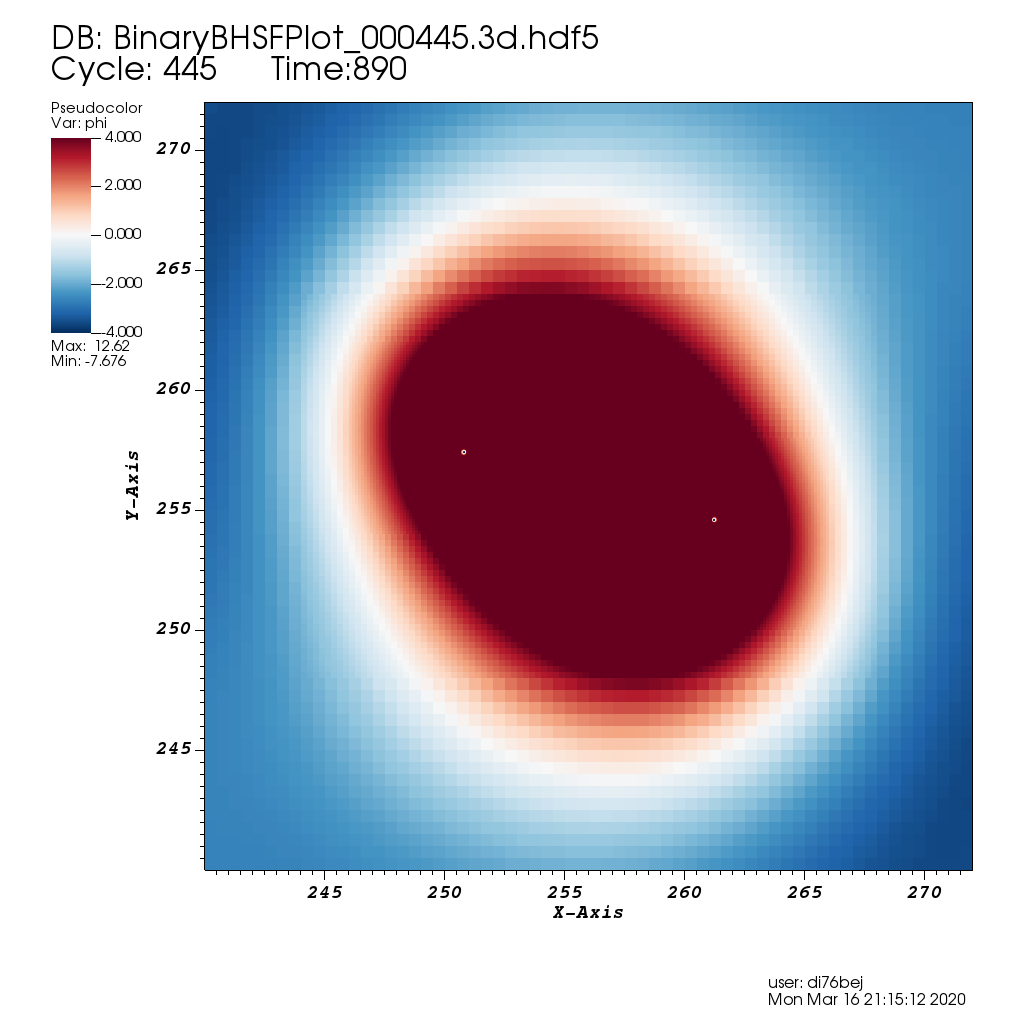 DB: BinaryBHSFPlot_000445.3d.hdf5
Cycle: 445 Time:890
Pseudocolor
Var: phi
4.000
2.000
0.000
-2.000
-4.000
Max: 12.62
Min: -7.676
270
265
260
255
250
245
Y-Axis
245 250 255 260 265 270
X-Axis
user: di76bej
Mon Mar 16 21:15:12 2020